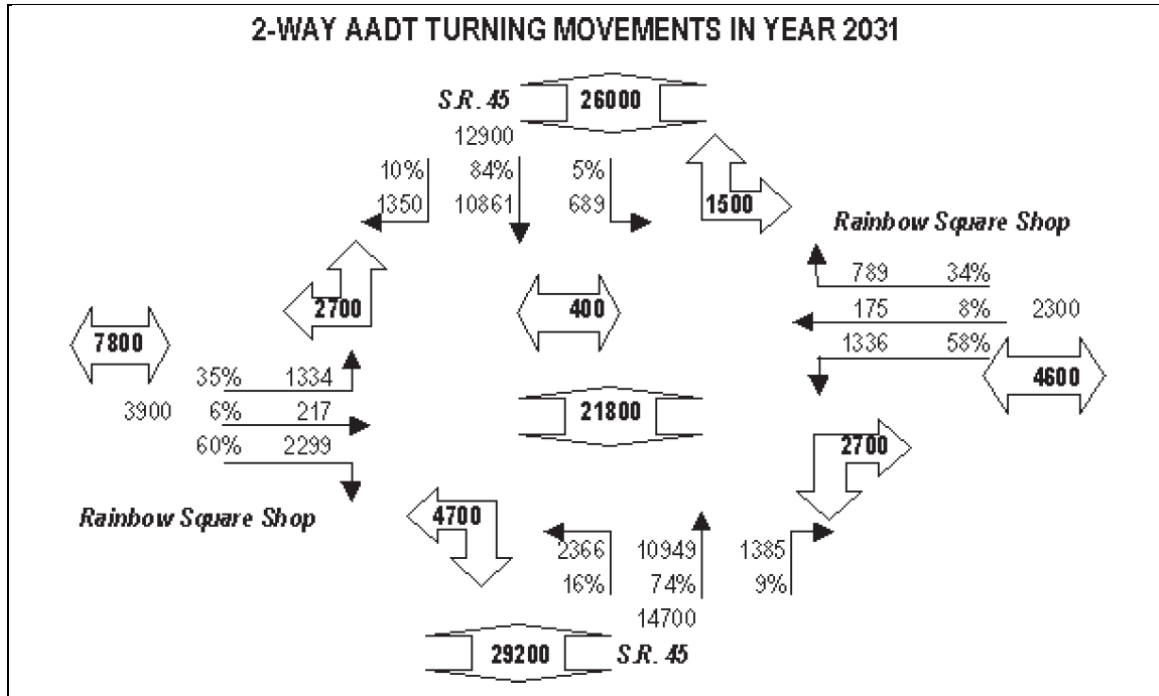 2-WAY AADT TURNING MOVEMENTS IN YEAR 2031
S.R. 45 26000
12900
10% 84% 5%
1350 10861 689 1500
Rainbow Square Shop
789 34%
2700 400
175 8% 2300
7800
1336 58%
35% 1334 4600
3900 6% 217 21800
60% 2299 2700
Rainbow Square Shop 4700
2366 10949 1385
16% 74% 9%
14700
29200 S.R. 45